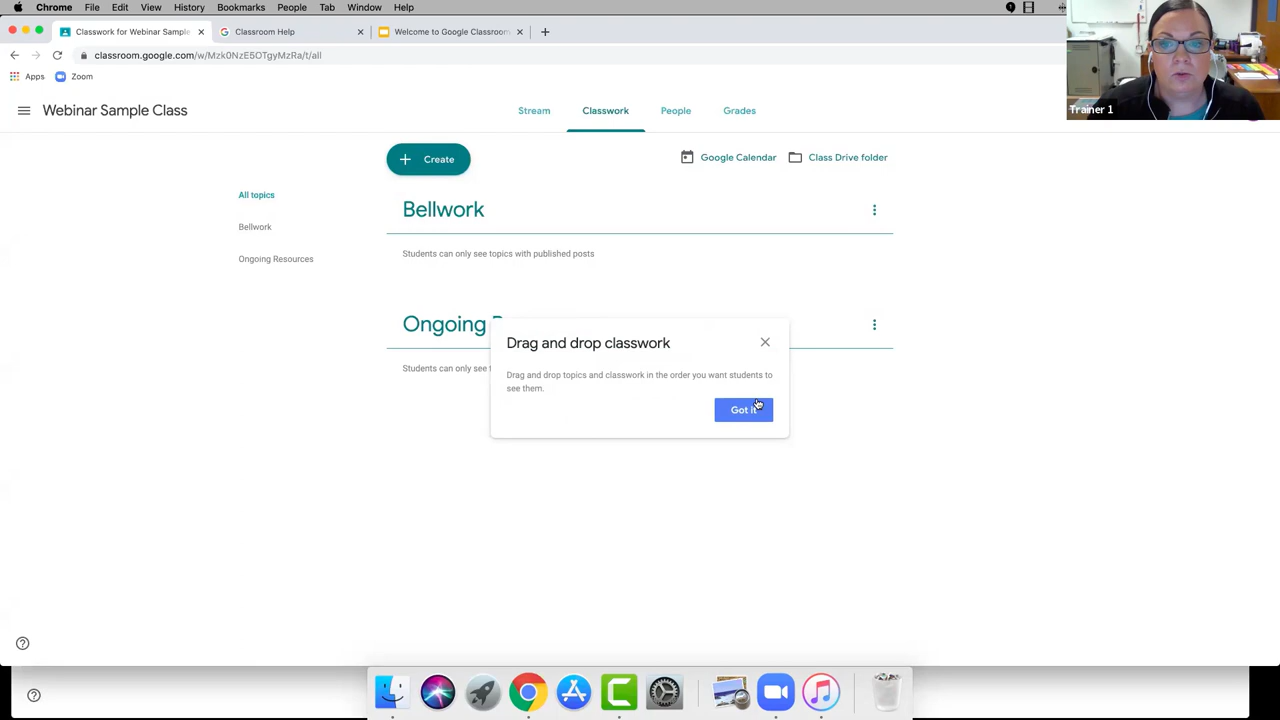 Chrome File Edit View History Bookmarks People Tab Window Help
Classwork for Webinar Sample
Classroom Help
Welcome to Google Classroom
classroom.google.com/w/Mzk0NzE5OTgyMzRa/t/all
Apps Zoom
Trainer 1
Webinar Sample Class
Stream Classwork People Grades
Create
Google Calendar Class Drive folder
All topics
Bellwork
Ongoing Resources
Bellwork
Students can only see topics with published posts
Ongoing
Students can only see
Drag and drop classwork
Drag and drop topics and classwork in the order you want students to
see them.
Got it